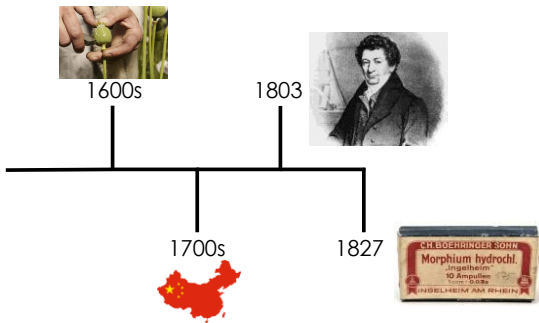 1600s
1803
1700s
1827
C.H. BOEHRINGER SOHN
Morphium hydrochl.
„Ingelheim"
10 Ampullen
INGELHEIM AM RHEIN